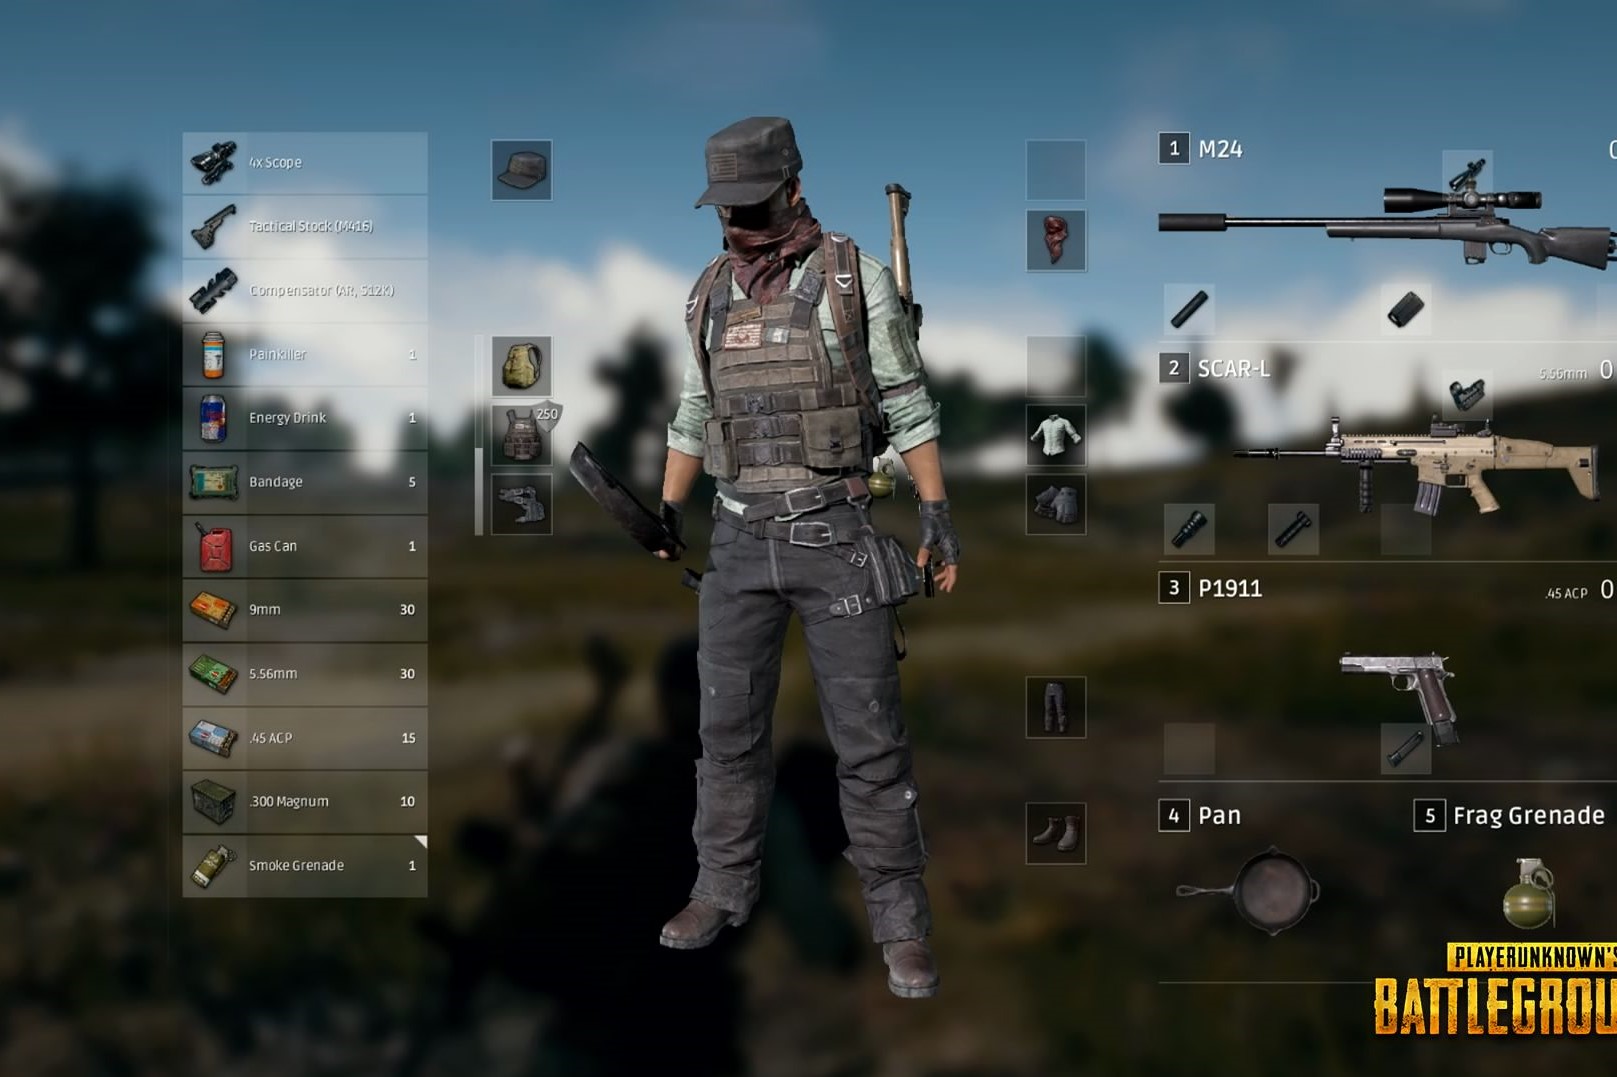 4x Scope
Tactical Stock (M416)
Compensator (AR, S12K)
Painkiller 1
Energy Drink 1
Bandage 5
Gas Can 1
9mm 30
5.56mm 30
.45 ACP 15
.300 Magnum 10
Smoke Grenade 1
250
1 M24
2 SCAR-L 5.56mm 0
3 P1911 .45 ACP 0
4 Pan
5 Frag Grenade
PLAYERUNKNOWN'S
BATTLEGROU